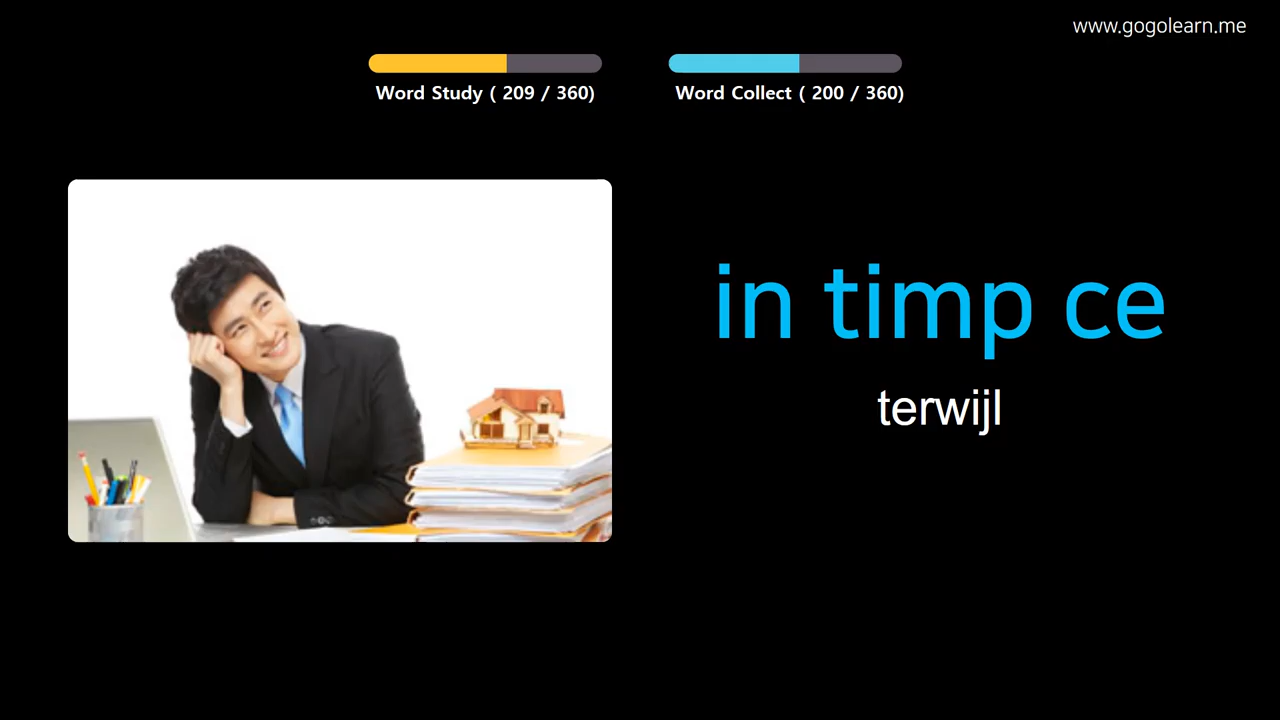 www.gogolearn.me
Word Study ( 209 / 360)
Word Collect ( 200 / 360)
in timp ce
terwijl